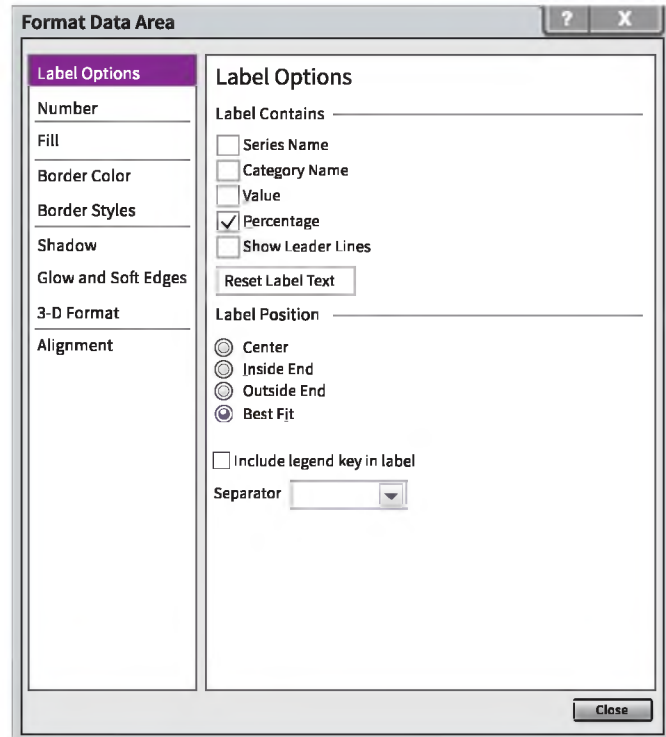 Format Data Area
? X
Label Options
Number
Fill
Border Color
Border Styles
Shadow
Glow and Soft Edges
3-D Format
Alignment
Label Options
Label Contains
Series Name
Category Name
Value
Percentage
Show Leader Lines
Reset Label Text
Label Position
Center
Inside End
Outside End
Best Fit
Include legend key in label
Separator
Close